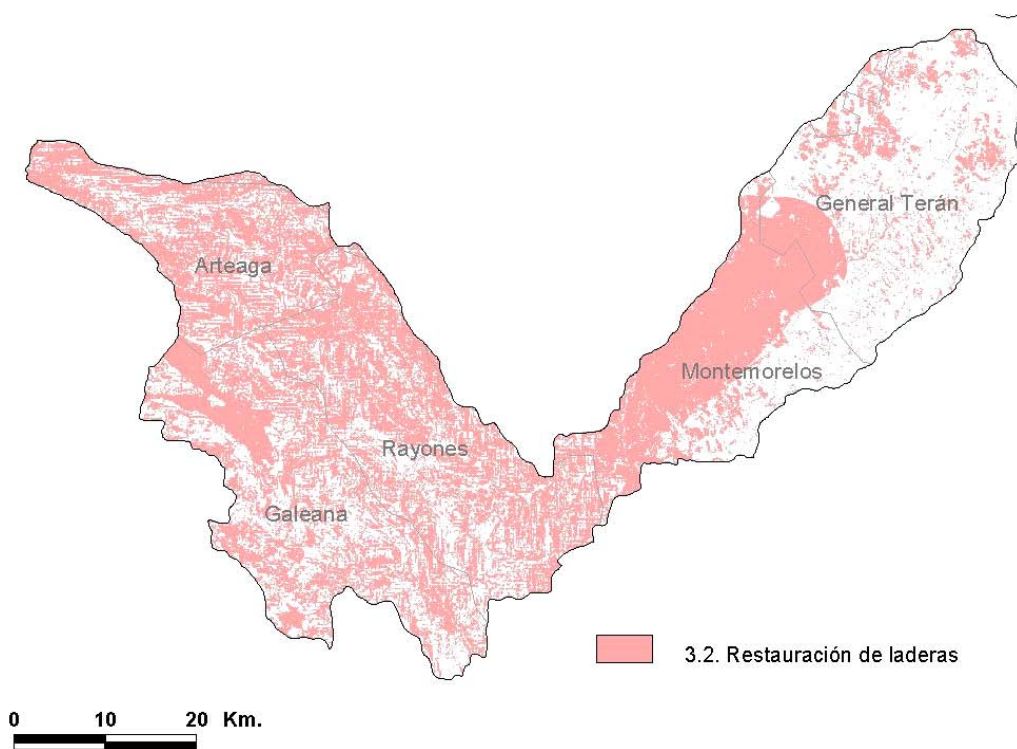 General Terán
Arteaga
Montemorelos
Rayones
Galeana
3.2. Restauración de laderas
0 10 20 Km.